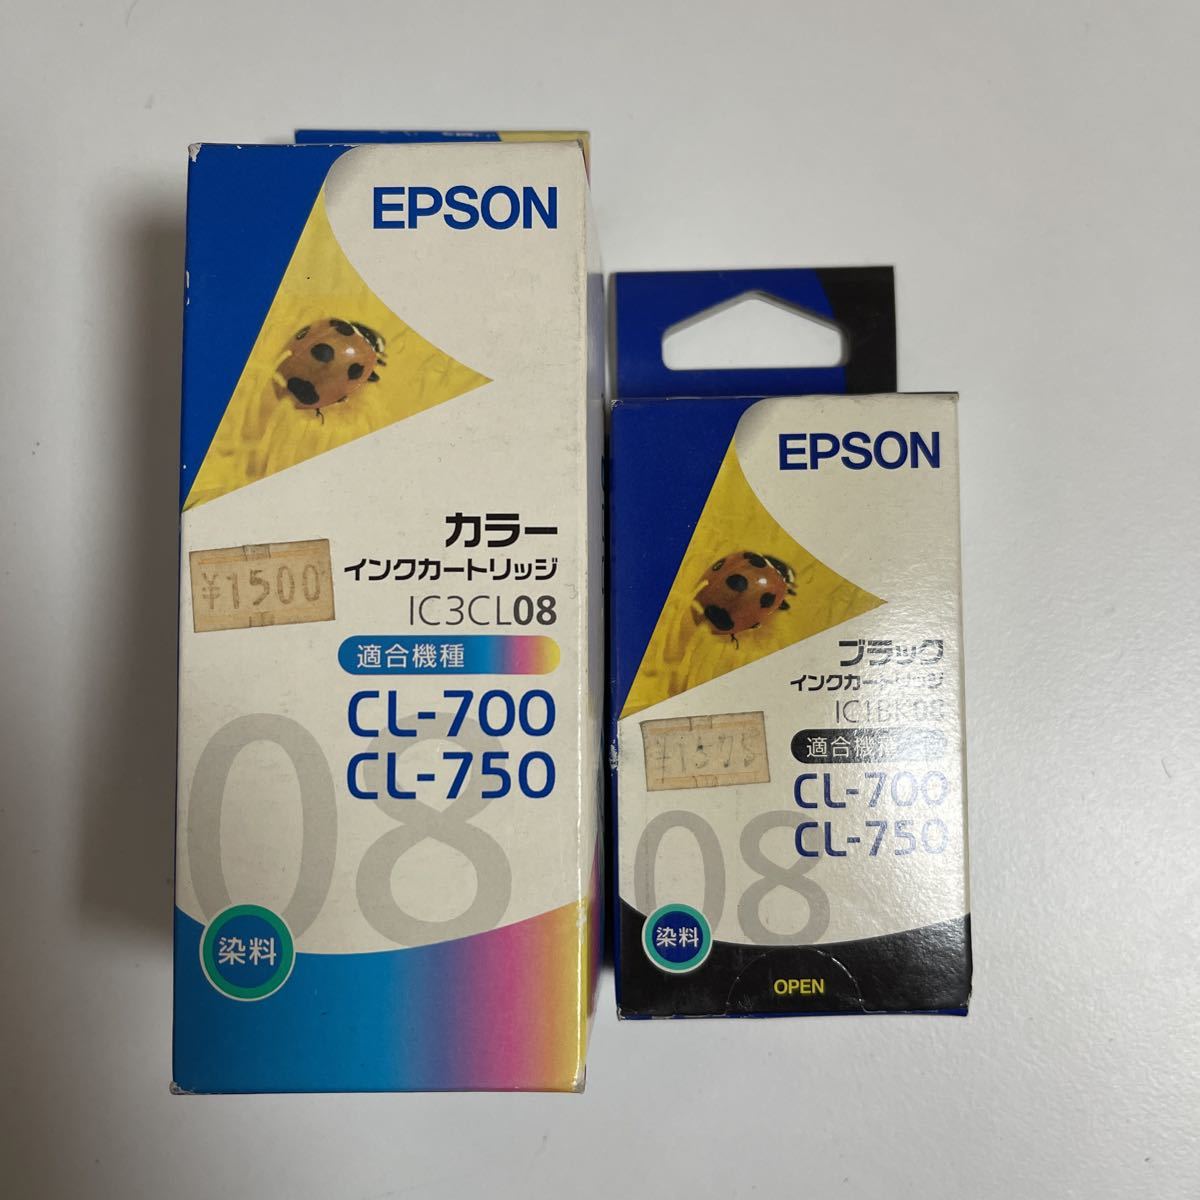 EPSON
カラー
インクカートリッジ
IC3CL08
¥1500
適合機種
CL-700
CL-750
08
染料
EPSON
ブラック
インクカートリッジ
IC1BK08
¥1575
適合機種
CL-700
CL-750
08
染料
OPEN